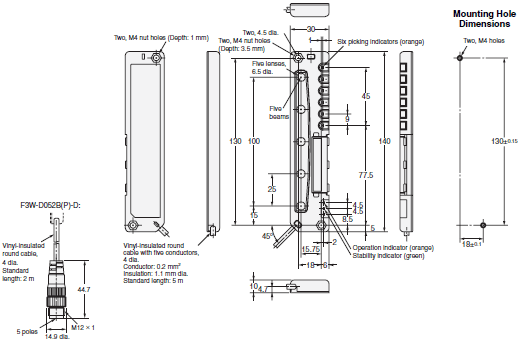 Mounting Hole
Dimensions
Two, M4 holes
130±0.15
18±0.1
30
1
Two, 4.5 dia.
Two, M4 nut holes
(Depth: 3.5 mm)
Six picking indicators (orange)
Two, M4 nut holes (Depth: 1 mm)
Five lenses,
6.5 dia.
Five
beams
45
9
130
100
140
77.5
25
15
4.5
4.5
8.5
5
45°
15.75
2
18
6
Operation indicator (orange)
Stability indicator (green)
10
4.7
F3W-D052B(P)-D:
Vinyl-insulated
round cable,
4 dia.
Standard
length: 2 m
44.7
5 poles
M12 × 1
14.9 dia.
Vinyl-insulated round
cable with five conductors,
4 dia.
Conductor: 0.2 mm²
Insulation: 1.1 mm dia.
Standard length: 5 m